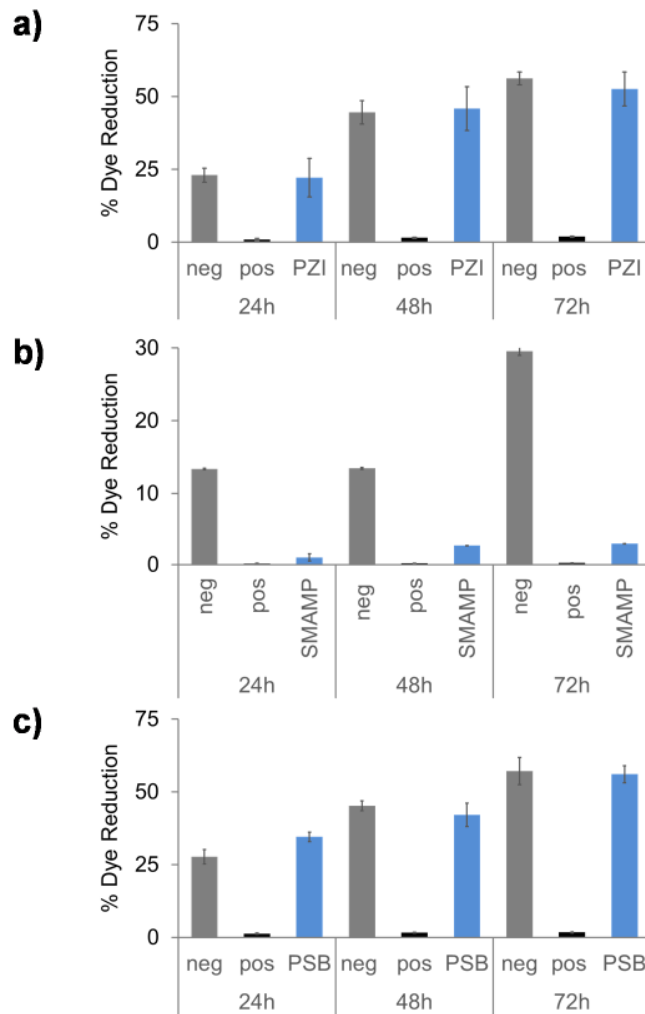 a)
% Dye Reduction
75
50
25
0
neg pos PZI neg pos PZI neg pos PZI
24h 48h 72h
b)
% Dye Reduction
30
20
10
0
neg pos SMAMP neg pos SMAMP neg pos SMAMP
24h 48h 72h
c)
% Dye Reduction
75
50
25
0
neg pos PSB neg pos PSB neg pos PSB
24h 48h 72h